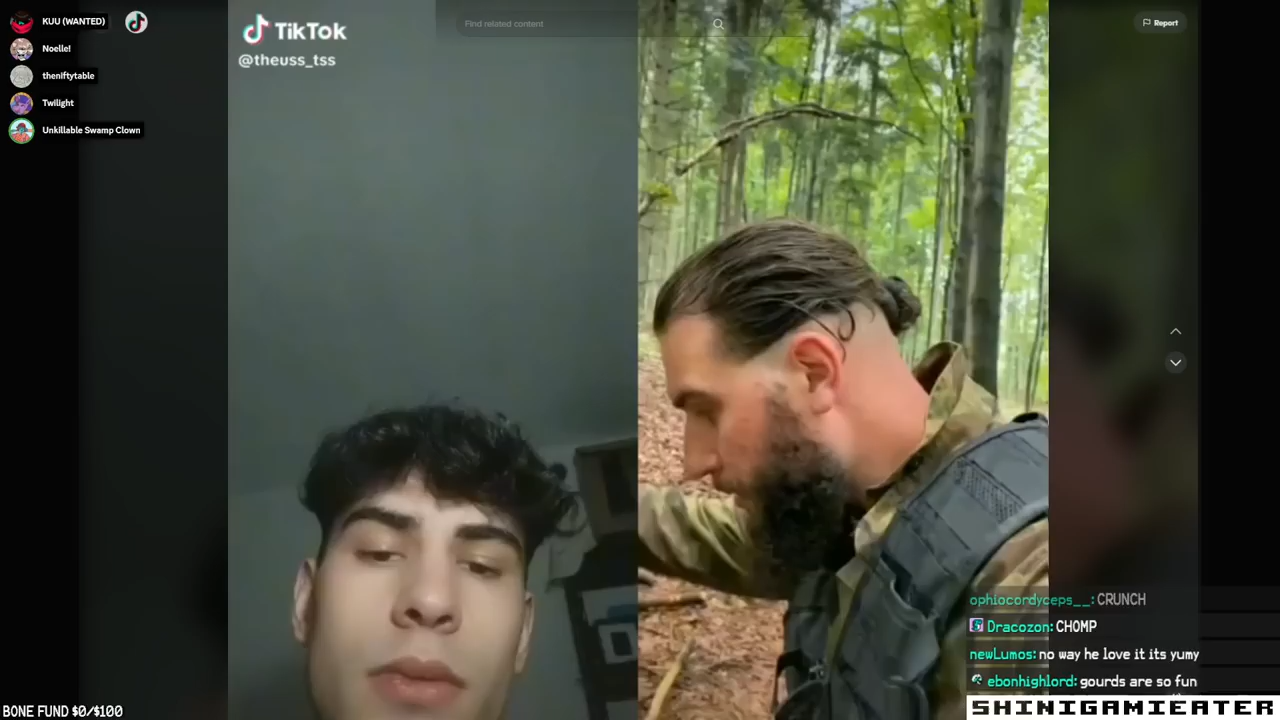 KUU (WANTED)
Noelle!
theniftytable
Twilight
Unkillable Swamp Clown
TikTok
@theuss_tss
Find related content
Report
ophiocordyceps__: CRUNCH
Dracozon: CHOMP
newLumos: no way he love it its yumy
ebonhighlord: gourds are so fun
BONE FUND $0/$100
SHINIGAMIEATER